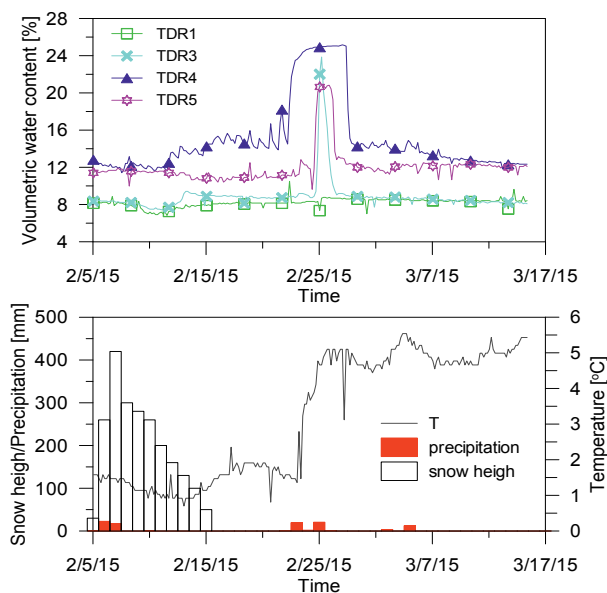 Volumetric water content [%]
28
24
20
16
12
8
4
TDR1
TDR3
TDR4
TDR5
2/5/15 2/15/15 2/25/15 3/7/15 3/17/15
Time
Snow heigh/Precipitation [mm]
500
400
300
200
100
0
T
precipitation
snow heigh
6
5
4
3
2
1
0
Temperature [°C]
2/5/15 2/15/15 2/25/15 3/7/15 3/17/15
Time